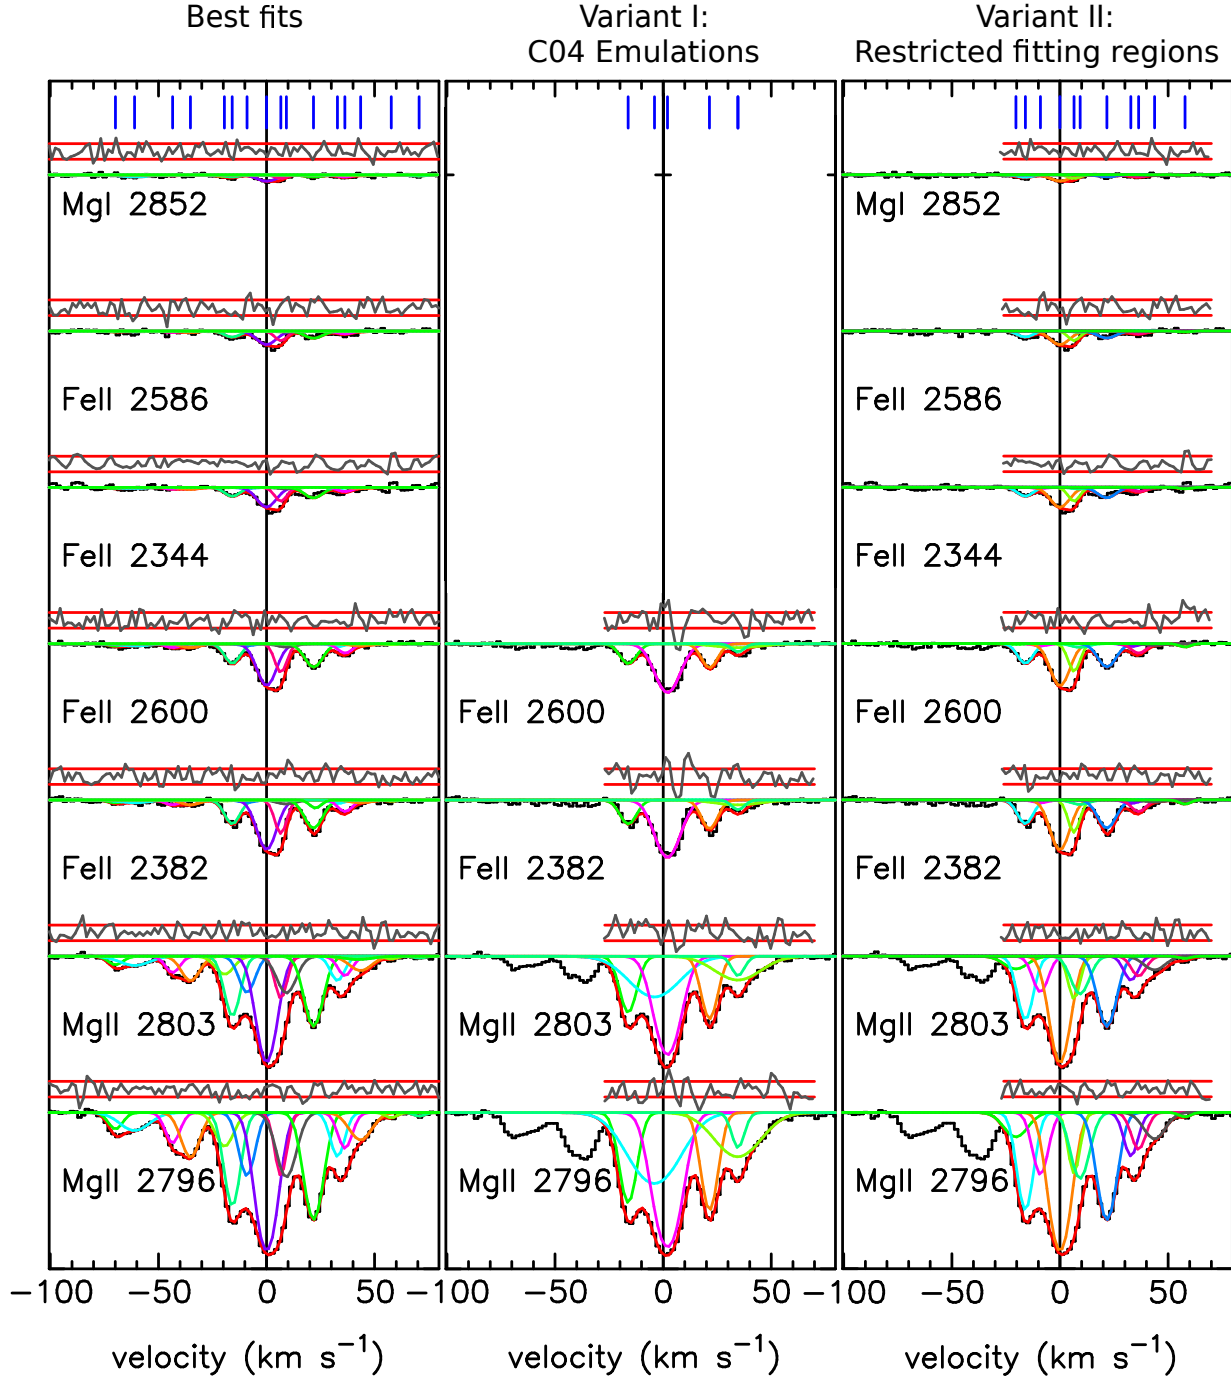 Best fits
Variant I:
C04 Emulations
Variant II:
Restricted fitting regions
MgI 2852
FeII 2586
FeII 2344
FeII 2600
FeII 2382
MgII 2803
MgII 2796
FeII 2600
FeII 2382
MgII 2803
MgII 2796
MgI 2852
FeII 2586
FeII 2344
FeII 2600
FeII 2382
MgII 2803
MgII 2796
−100 −50 0 50 −100 −50 0 50 −100 −50 0 50
velocity (km s⁻¹) velocity (km s⁻¹) velocity (km s⁻¹)